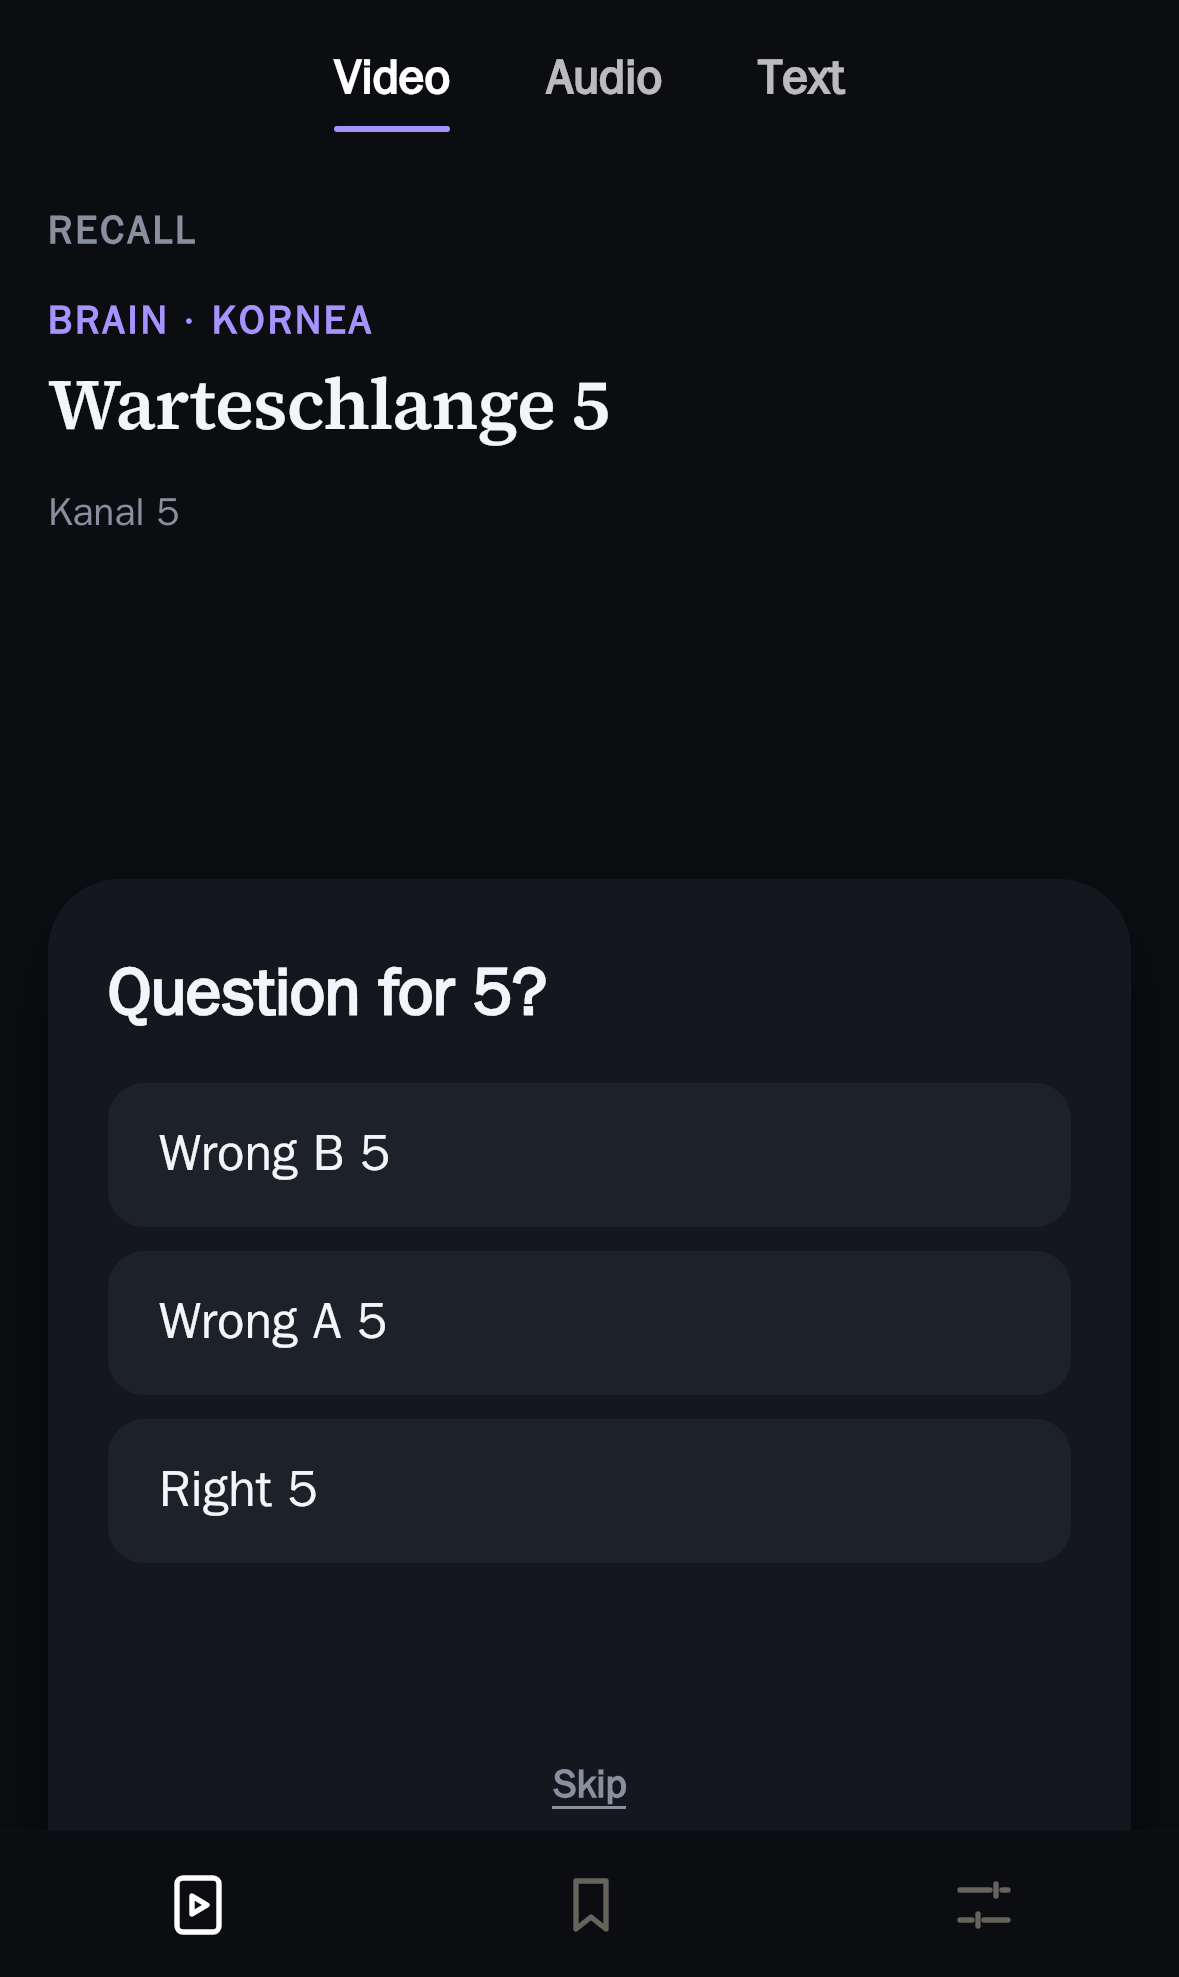 Video Audio Text
RECALL
BRAIN · KORNEA
Warteschlange 5
Kanal 5
Question for 5?
Wrong B 5
Wrong A 5
Right 5
Skip